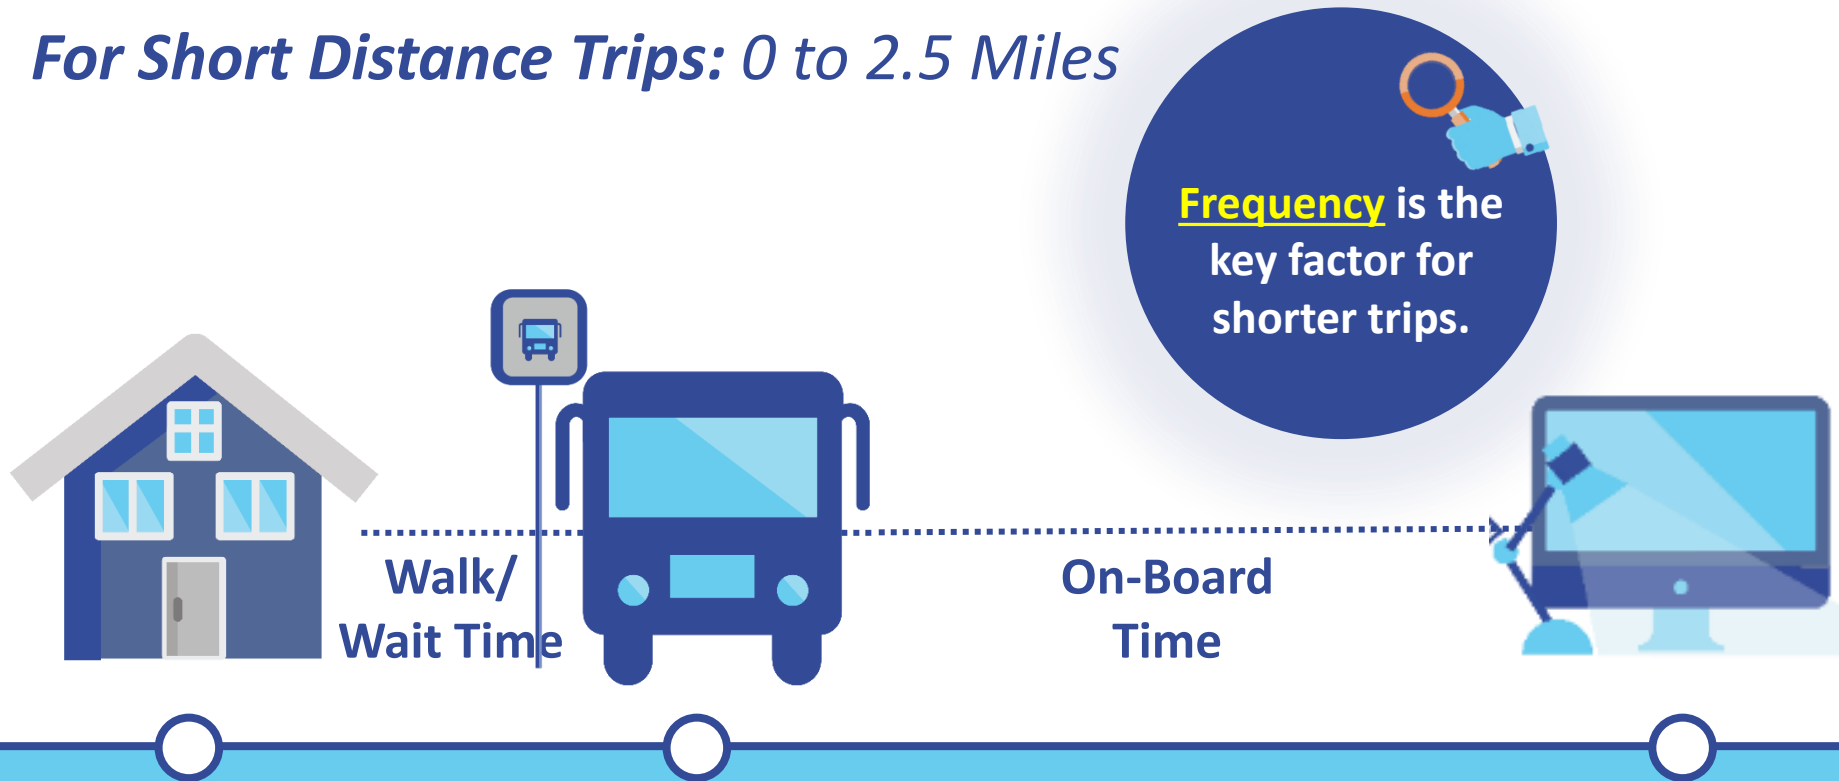 For Short Distance Trips: 0 to 2.5 Miles
Frequency is the
key factor for
shorter trips.
Walk/
Wait Time
On-Board
Time